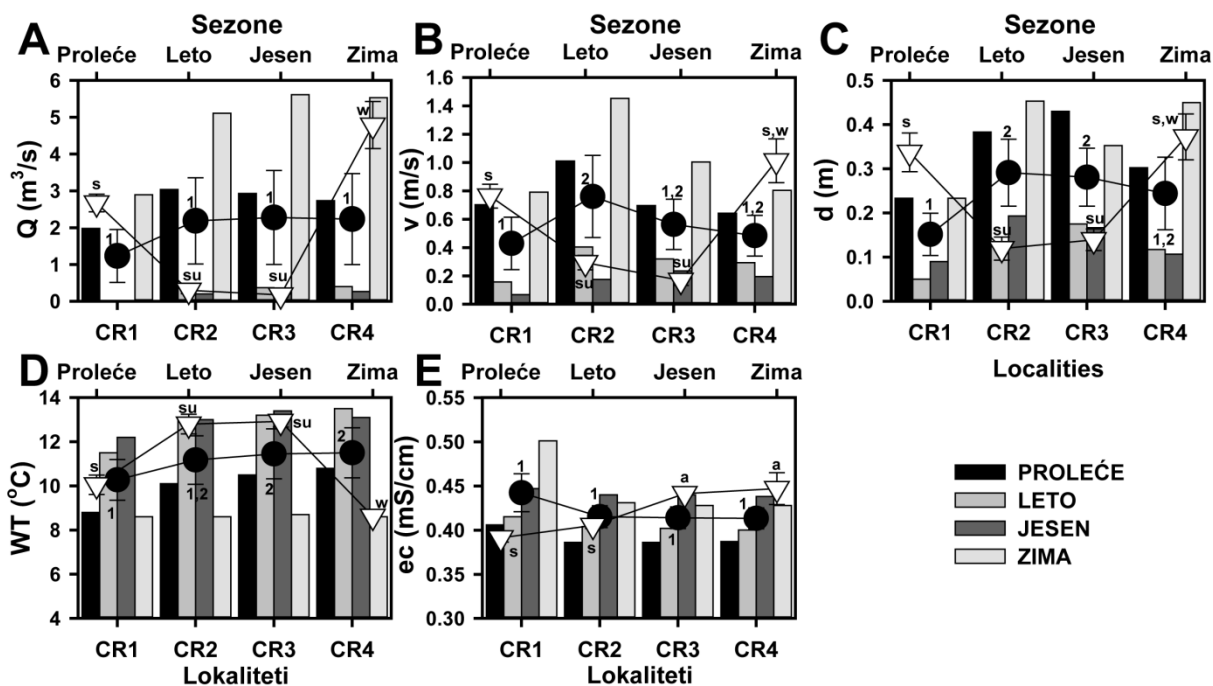 Sezone Sezone Sezone
A B C
Proleće Leto Jesen Zima Proleće Leto Jesen Zima Proleće Leto Jesen Zima
Q (m³/s)
6
5
4
3
2
1
0
s su su w
1 1 1 1
CR1 CR2 CR3 CR4
v (m/s)
1.6
1.4
1.2
1.0
0.8
0.6
0.4
0.2
0.0
s su su s,w
1 2 1,2 1,2
CR1 CR2 CR3 CR4
d (m)
0.5
0.4
0.3
0.2
0.1
0.0
s su su s,w
1 2 2 1,2
CR1 CR2 CR3 CR4
Localities
D E
Proleće Leto Jesen Zima Proleće Leto Jesen Zima
WT (°C)
14
12
10
8
6
4
s su su w
1 1,2 2 2
CR1 CR2 CR3 CR4
Lokaliteti
ec (mS/cm)
0.55
0.50
0.45
0.40
0.35
0.30
s s a a
1 1 1 1
CR1 CR2 CR3 CR4
Lokaliteti
PROLEĆE
LETO
JESEN
ZIMA